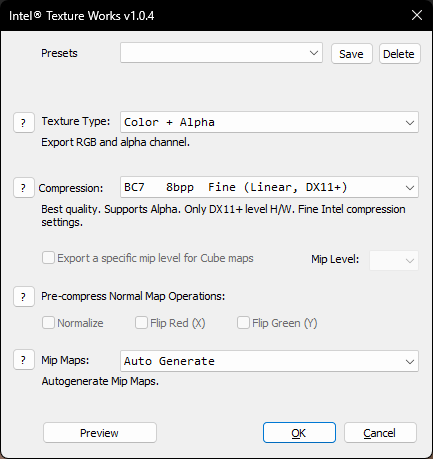 Intel® Texture Works v1.0.4
Presets
Save
Delete
?
Texture Type:
Color + Alpha
Export RGB and alpha channel.
?
Compression:
BC7   8bpp  Fine (Linear, DX11+)
Best quality. Supports Alpha. Only DX11+ level H/W. Fine Intel compression
settings.
Export a specific mip level for Cube maps
Mip Level:
?
Pre-compress Normal Map Operations:
Normalize
Flip Red (X)
Flip Green (Y)
?
Mip Maps:
Auto Generate
Autogenerate Mip Maps.
Preview
OK
Cancel